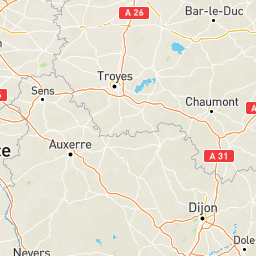 A 26
Bar-le-Duc
Troyes
Sens
Chaumont
Auxerre
A 31
Dijon
Dole
Nevers